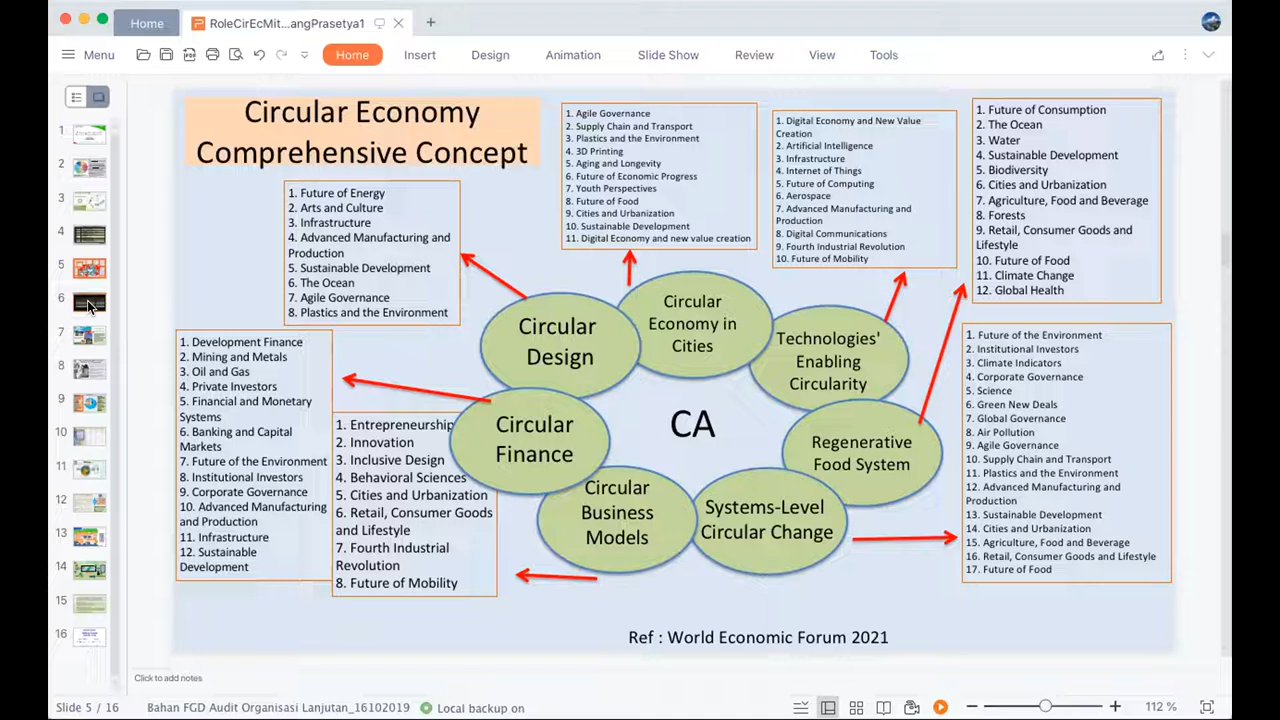 Home
RoleCirEcMit...angPrasetya1
Menu
Home
Insert
Design
Animation
Slide Show
Review
View
Tools
1
2
3
4
5
6
7
8
9
10
11
12
13
14
15
16
Circular Economy
Comprehensive Concept
1. Future of Energy
2. Arts and Culture
3. Infrastructure
4. Advanced Manufacturing and
Production
5. Sustainable Development
6. The Ocean
7. Agile Governance
8. Plastics and the Environment
1. Agile Governance
2. Supply Chain and Transport
3. Plastics and the Environment
4. 3D Printing
5. Aging and Longevity
6. Future of Economic Progress
7. Youth Perspectives
8. Future of Food
9. Cities and Urbanization
10. Sustainable Development
11. Digital Economy and new value creation
1. Digital Economy and New Value
Creation
2. Artificial Intelligence
3. Infrastructure
4. Internet of Things
5. Future of Computing
6. Aerospace
7. Advanced Manufacturing and
Production
8. Digital Communications
9. Fourth Industrial Revolution
10. Future of Mobility
1. Future of Consumption
2. The Ocean
3. Water
4. Sustainable Development
5. Biodiversity
6. Cities and Urbanization
7. Agriculture, Food and Beverage
8. Forests
9. Retail, Consumer Goods and
Lifestyle
10. Future of Food
11. Climate Change
12. Global Health
1. Development Finance
2. Mining and Metals
3. Oil and Gas
4. Private Investors
5. Financial and Monetary
Systems
6. Banking and Capital
Markets
7. Future of the Environment
8. Institutional Investors
9. Corporate Governance
10. Advanced Manufacturing
and Production
11. Infrastructure
12. Sustainable
Development
1. Entrepreneurship
2. Innovation
3. Inclusive Design
4. Behavioral Sciences
5. Cities and Urbanization
6. Retail, Consumer Goods
and Lifestyle
7. Fourth Industrial
Revolution
8. Future of Mobility
Circular
Design
Circular
Economy in
Cities
Technologies'
Enabling
Circularity
Circular
Finance
CA
Regenerative
Food System
Circular
Business
Models
Systems-Level
Circular Change
1. Future of the Environment
2. Institutional Investors
3. Climate Indicators
4. Corporate Governance
5. Science
6. Green New Deals
7. Global Governance
8. Air Pollution
9. Agile Governance
10. Supply Chain and Transport
11. Plastics and the Environment
12. Advanced Manufacturing and
Production
13. Sustainable Development
14. Cities and Urbanization
15. Agriculture, Food and Beverage
16. Retail, Consumer Goods and Lifestyle
17. Future of Food
Ref : World Economic Forum 2021
Click to add notes
Slide 5 / 16
Bahan FGD Audit Organisasi Lanjutan_16102019
Local backup on
112 %